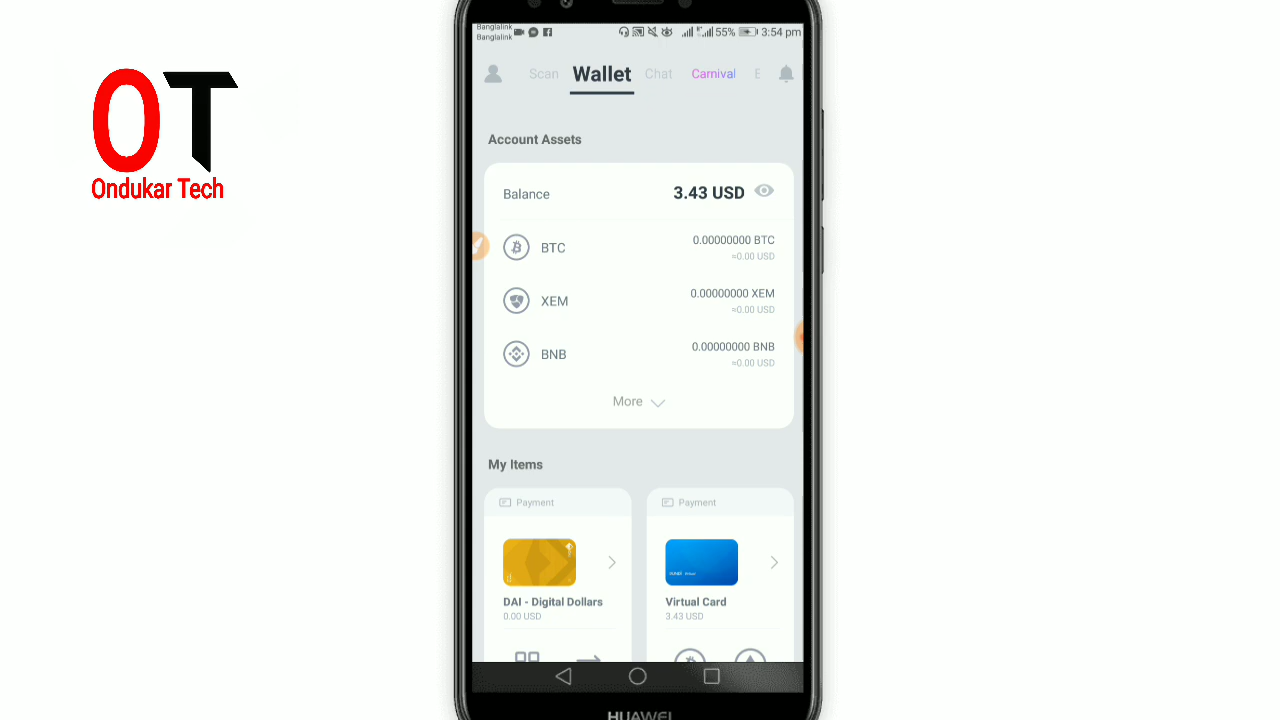 Banglalink
Banglalink
55% 3:54 pm
Scan Wallet Chat Carnival E
OT
Ondukar Tech
Account Assets
Balance 3.43 USD
BTC 0.00000000 BTC
≈0.00 USD
XEM 0.00000000 XEM
≈0.00 USD
BNB 0.00000000 BNB
≈0.00 USD
More
My Items
Payment Payment
DAI - Digital Dollars Virtual Card
0.00 USD 3.43 USD
HUAWEI